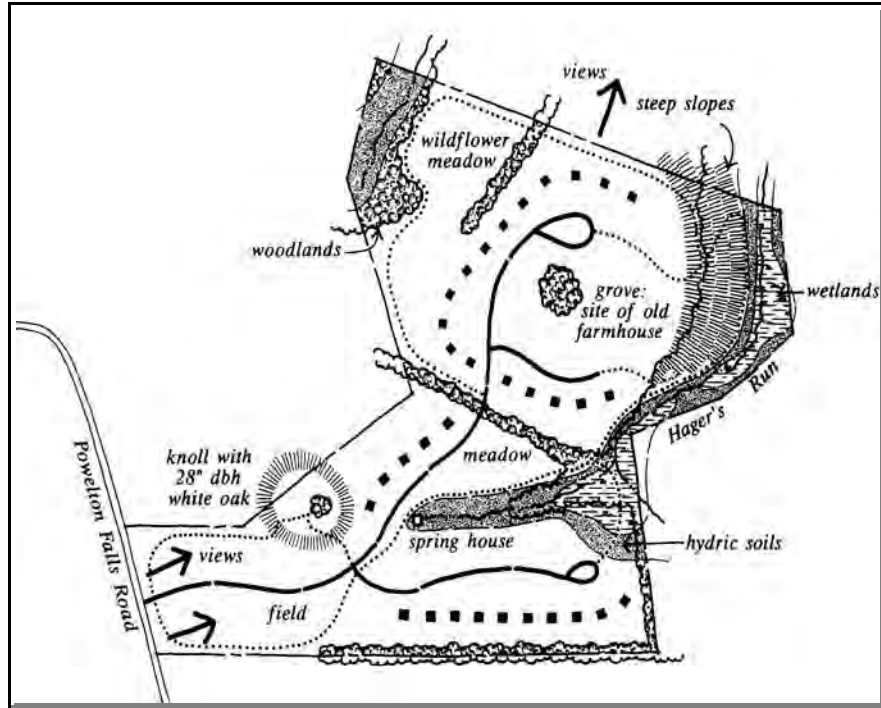 views
steep slopes
wildflower
meadow
woodlands
wetlands
grove:
site of old
farmhouse
Hager's Run
Powelton Falls Road
knoll with
28" dbh
white oak
meadow
views
spring house
hydric soils
field